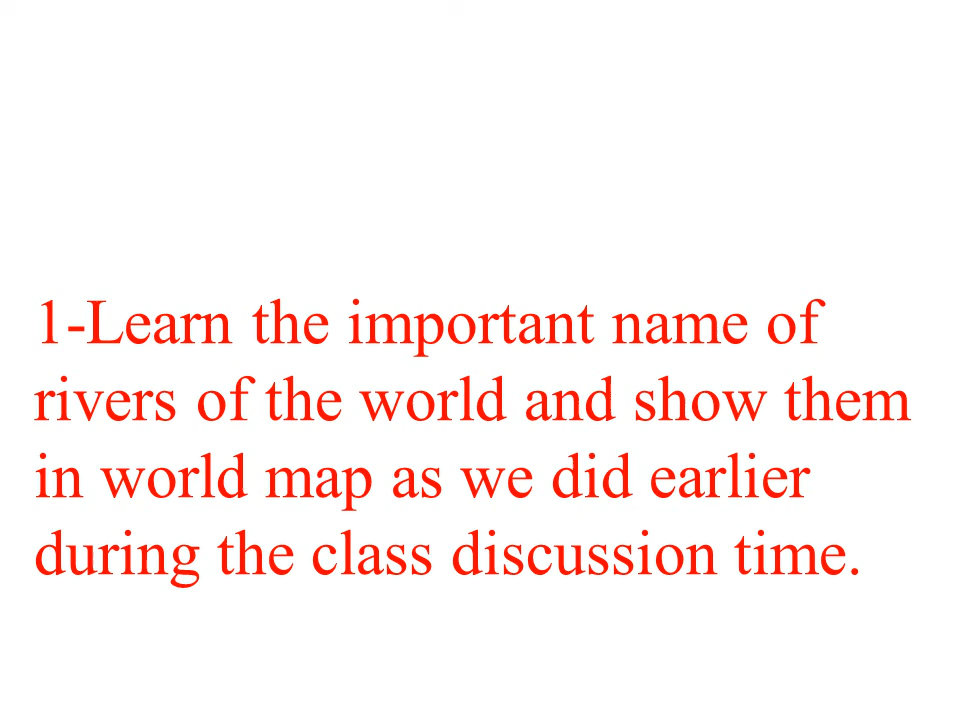 1-Learn the important name of
rivers of the world and show them
in world map as we did earlier
during the class discussion time.